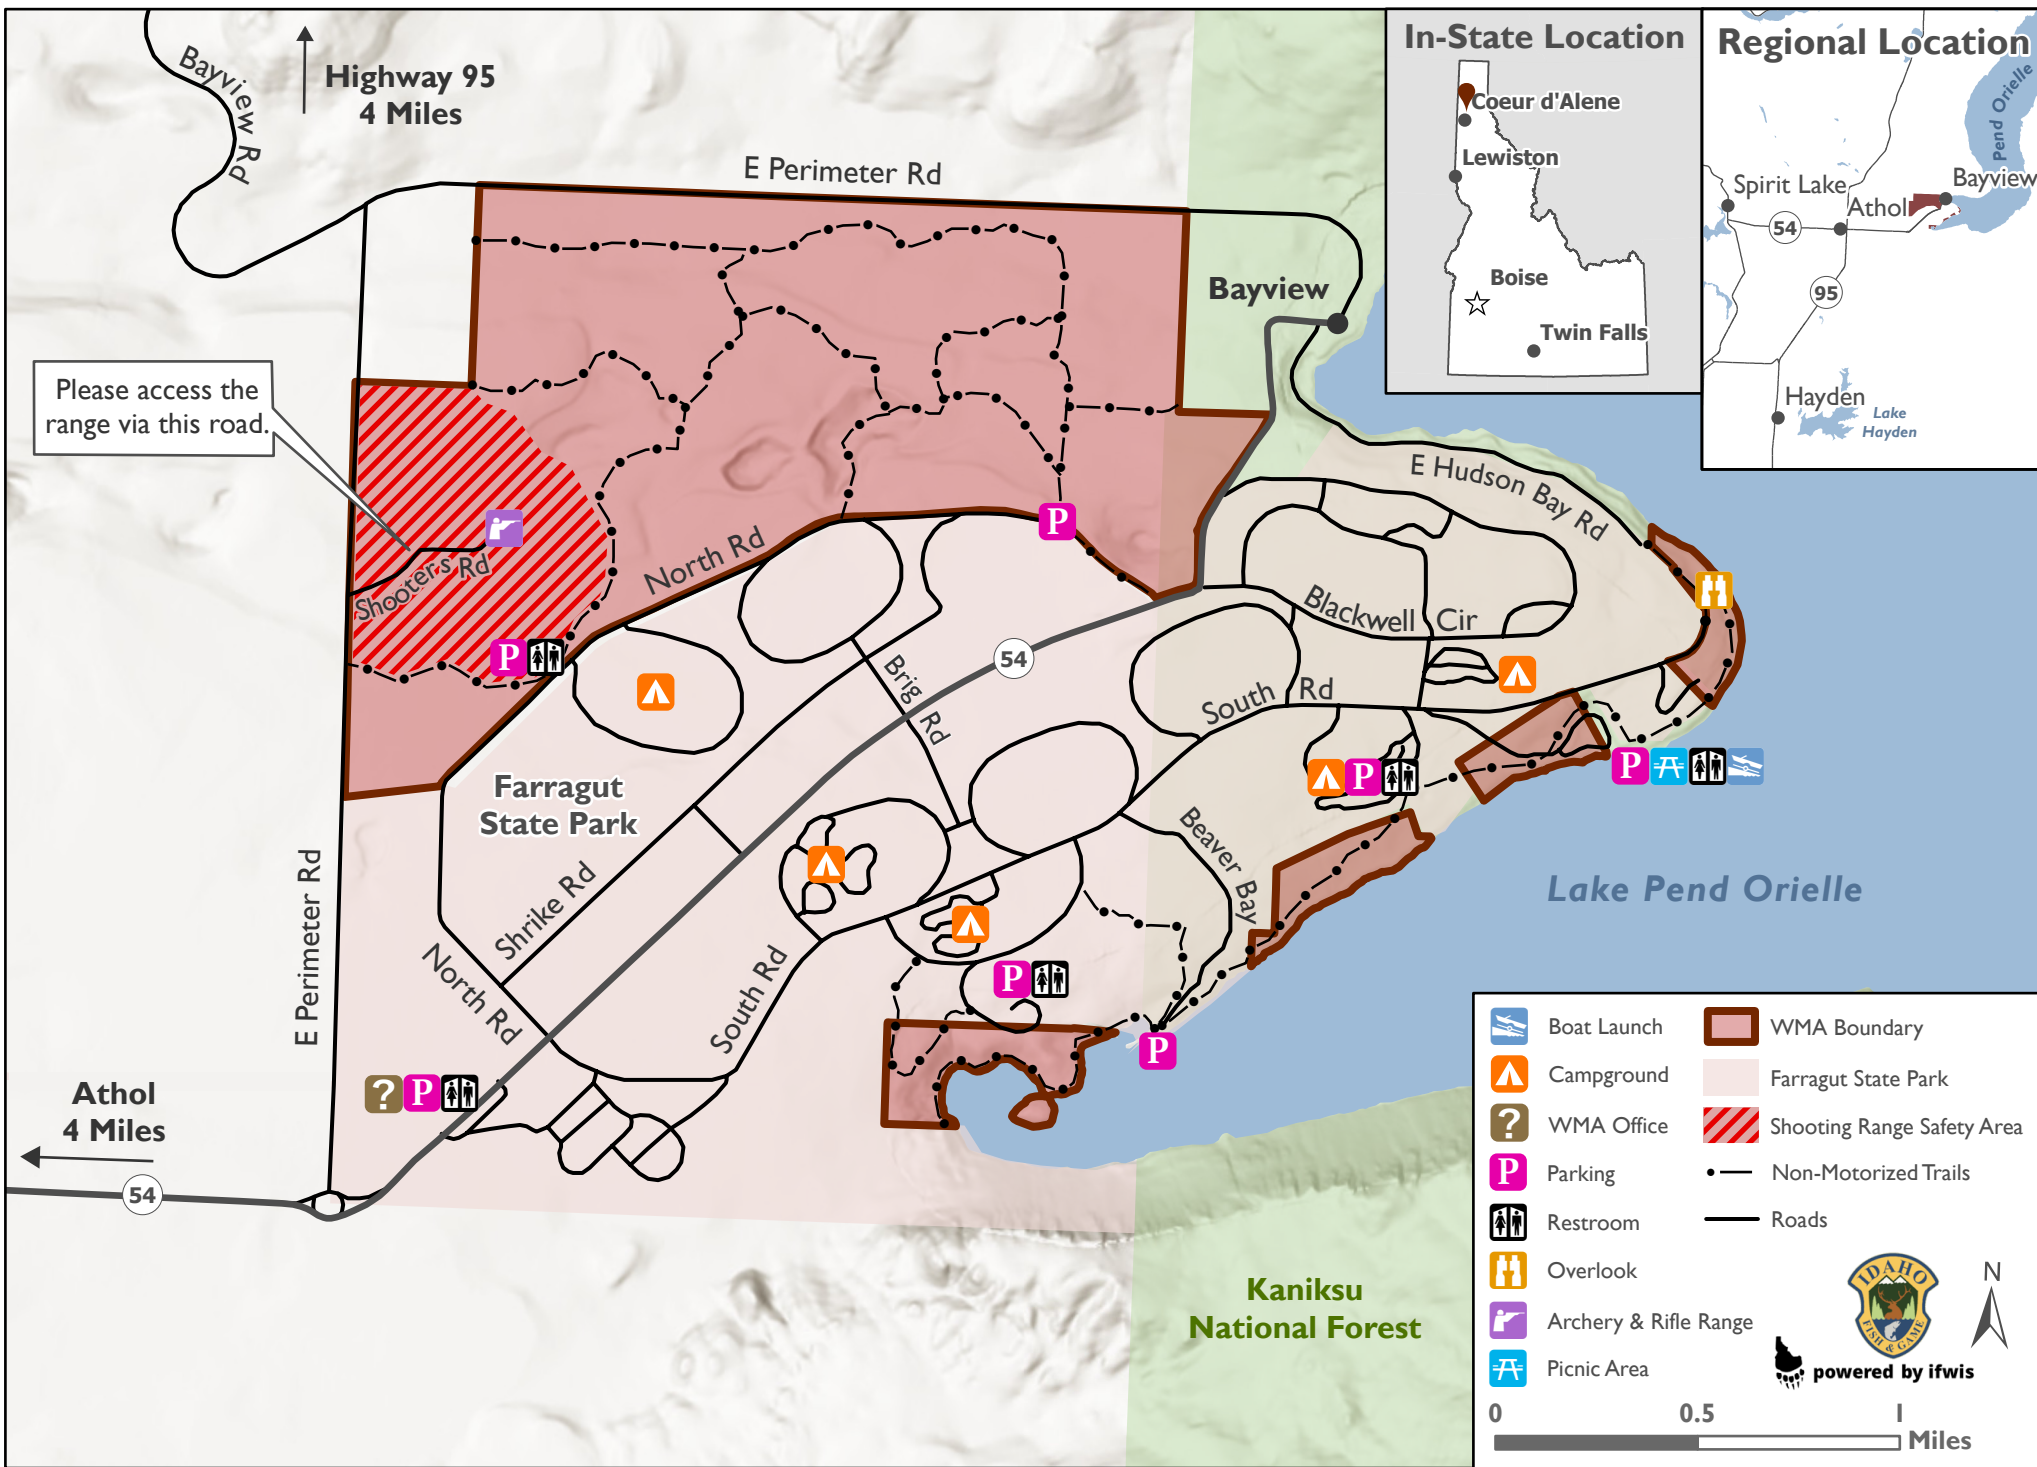 Bayview Rd
Highway 95
4 Miles
E Perimeter Rd
Bayview
Please access the
range via this road.
Shooters Rd
North Rd
P
P
E Hudson Bay Rd
Blackwell Cir
54
Brig Rd
South Rd
Farragut
State Park
P
P
Shrike Rd
Beaver Bay
Lake Pend Orielle
E Perimeter Rd
North Rd
South Rd
P
P
Athol
4 Miles
? P
54
Kaniksu
National Forest
In-State Location
Coeur d'Alene
Lewiston
Boise
Twin Falls
Regional Location
Pend Orielle
Spirit Lake
Bayview
Athol
54
95
Hayden
Lake
Hayden
Boat Launch
Campground
? WMA Office
P Parking
Restroom
Overlook
Archery & Rifle Range
Picnic Area
WMA Boundary
Farragut State Park
Shooting Range Safety Area
Non-Motorized Trails
Roads
IDAHO
FISH & GAME
N
powered by ifwis
0 0.5 1
Miles